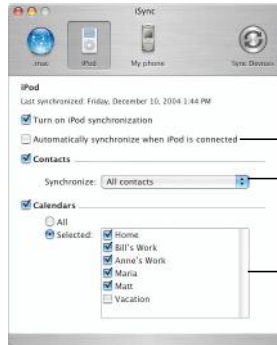 iSync
.mac
iPod
My phone
Sync Devices
iPod
Last synchronized: Friday, December 10, 2004 1:44 PM
Turn on iPod synchronization
Automatically synchronize when iPod is connected
Contacts
Synchronize: All contacts
Calendars
All
Selected:
Home
Bill's Work
Anne's Work
Maria
Matt
Vacation